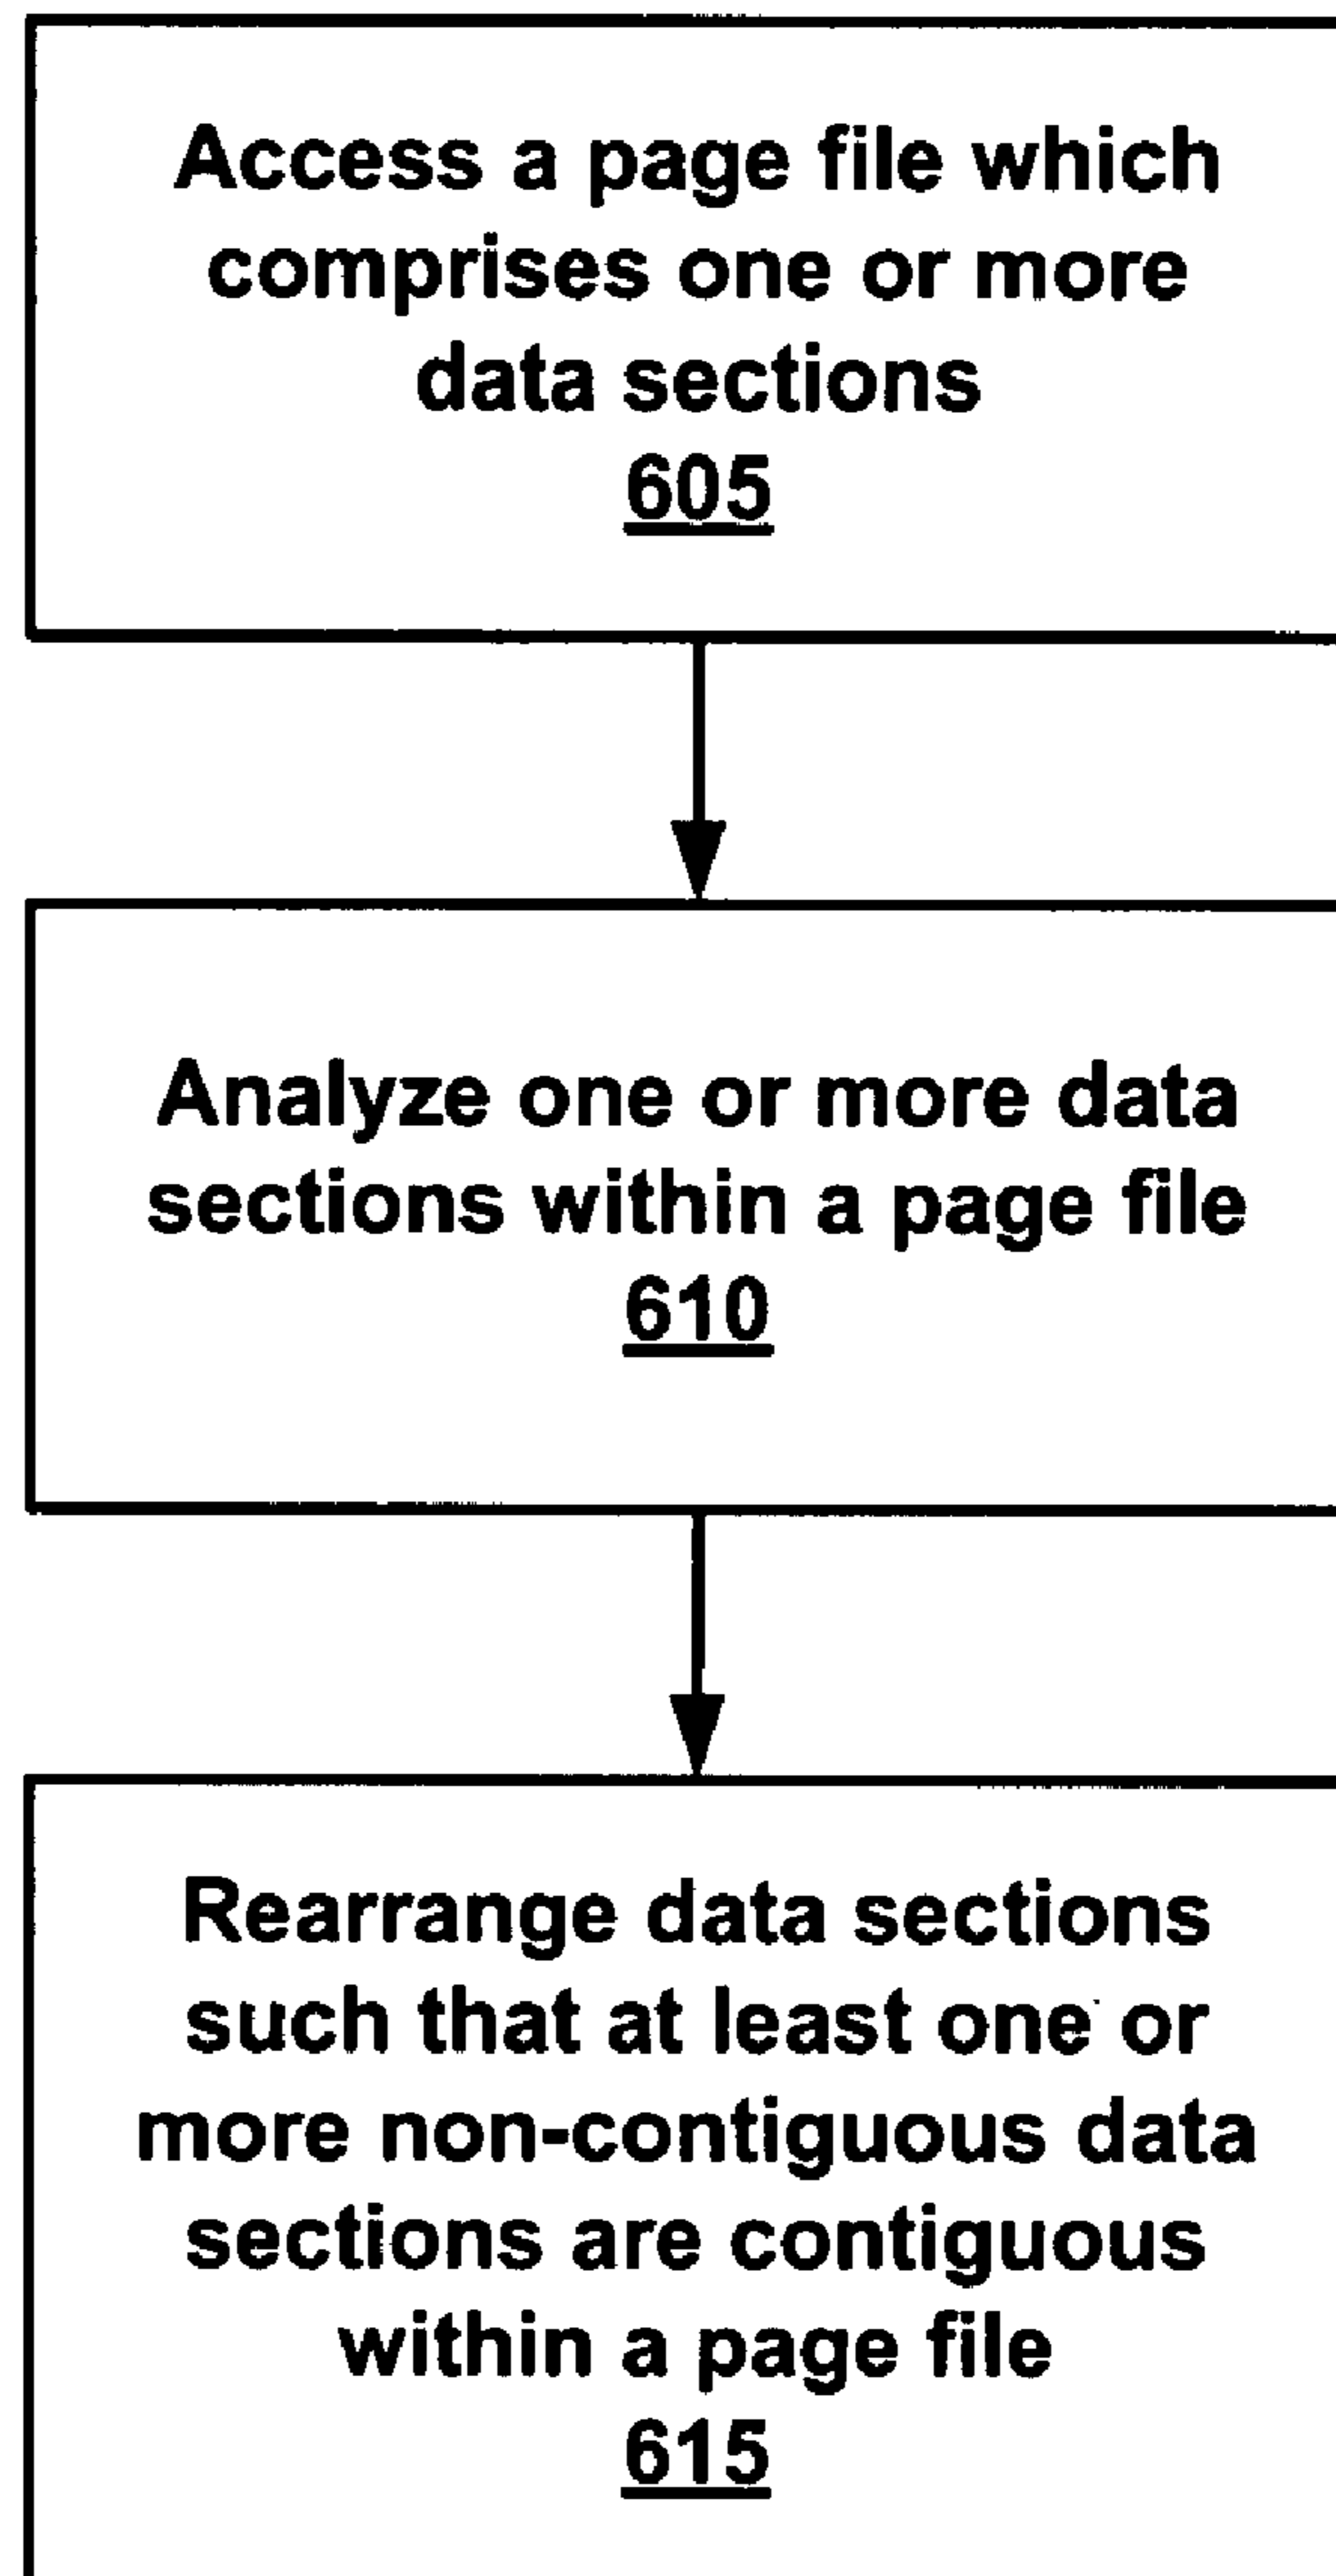 Access a page file which
comprises one or more
data sections
605
Analyze one or more data
sections within a page file
610
Rearrange data sections
such that at least one or
more non-contiguous data
sections are contiguous
within a page file
615